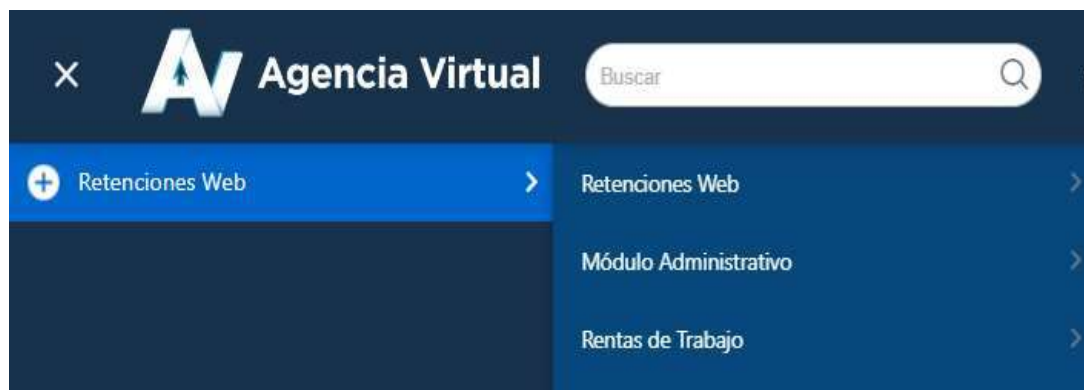 Agencia Virtual
Buscar
Retenciones Web
Retenciones Web
Módulo Administrativo
Rentas de Trabajo